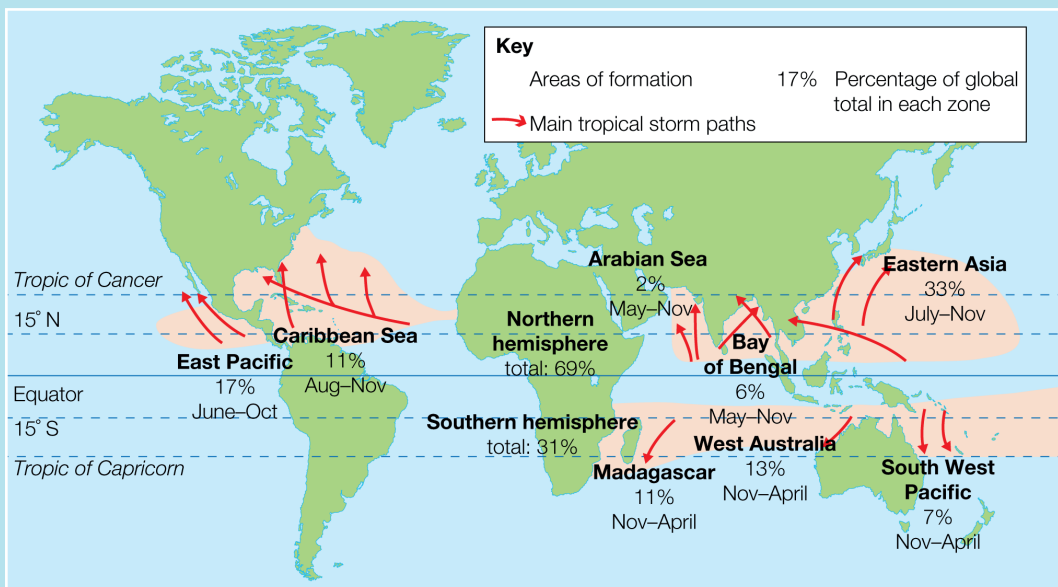 Key
Areas of formation
17% Percentage of global
total in each zone
Main tropical storm paths
Tropic of Cancer
15° N
Equator
15° S
Tropic of Capricorn
East Pacific
17%
June–Oct
Caribbean Sea
11%
Aug–Nov
Northern
hemisphere
total: 69%
Southern hemisphere
total: 31%
Arabian Sea
2%
May–Nov
Bay
of Bengal
6%
May–Nov
Eastern Asia
33%
July–Nov
Madagascar
11%
Nov–April
West Australia
13%
Nov–April
South West
Pacific
7%
Nov–April